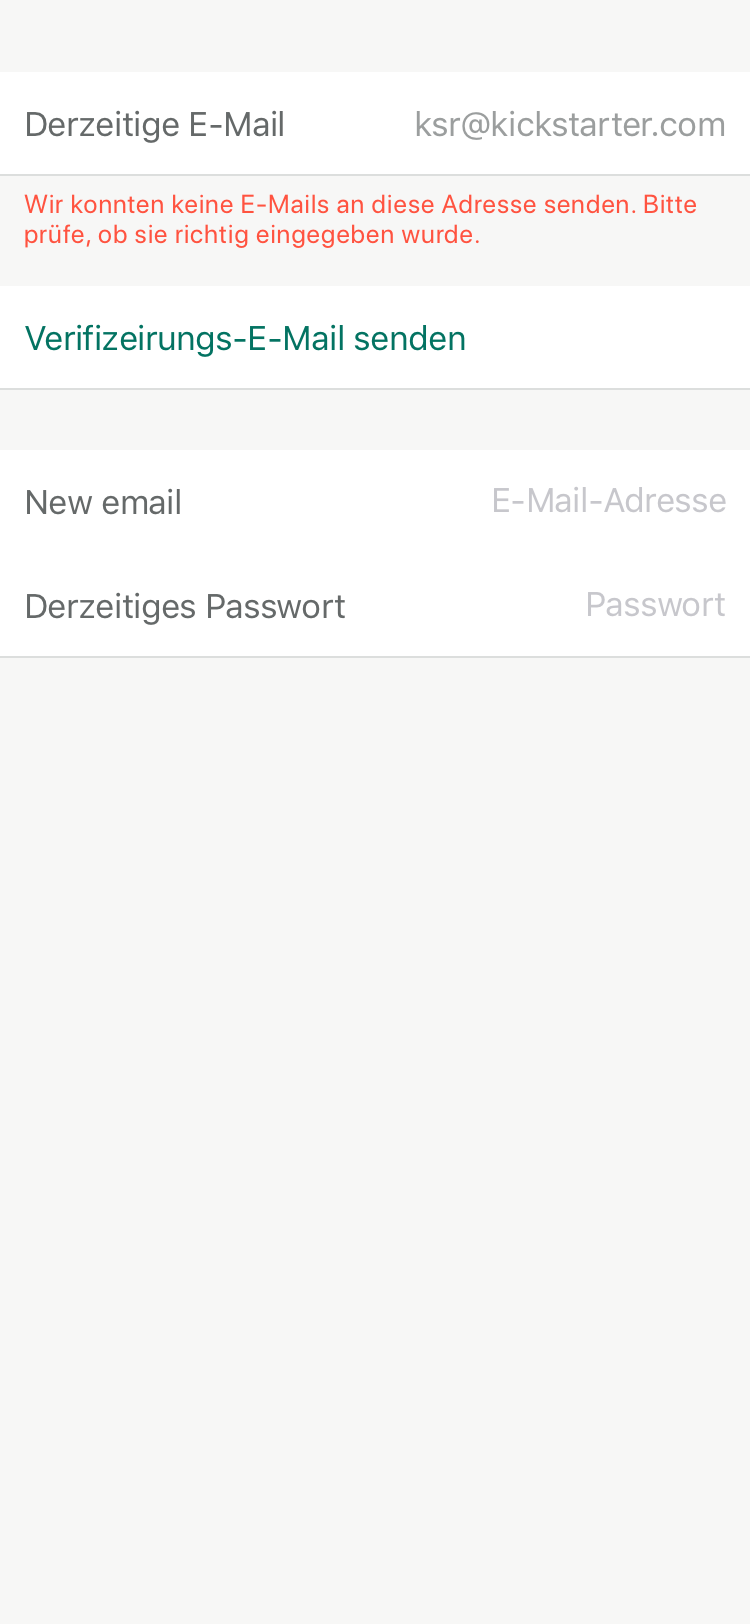 Derzeitige E-Mail ksr@kickstarter.com
Wir konnten keine E-Mails an diese Adresse senden. Bitte
prüfe, ob sie richtig eingegeben wurde.
Verifizeirungs-E-Mail senden
New email E-Mail-Adresse
Derzeitiges Passwort Passwort